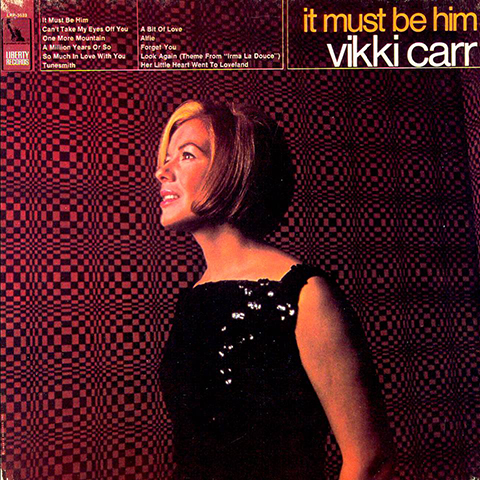 LRP-3533
LIBERTY
RECORDS
It Must Be Him
Can't Take My Eyes Off You
One More Mountain
A Million Years Or So
So Much In Love With You
Tunesmith
A Bit Of Love
Alfie
Forget You
Look Again (Theme From "Irma La Douce")
Her Little Heart Went To Loveland
it must be him
vikki carr